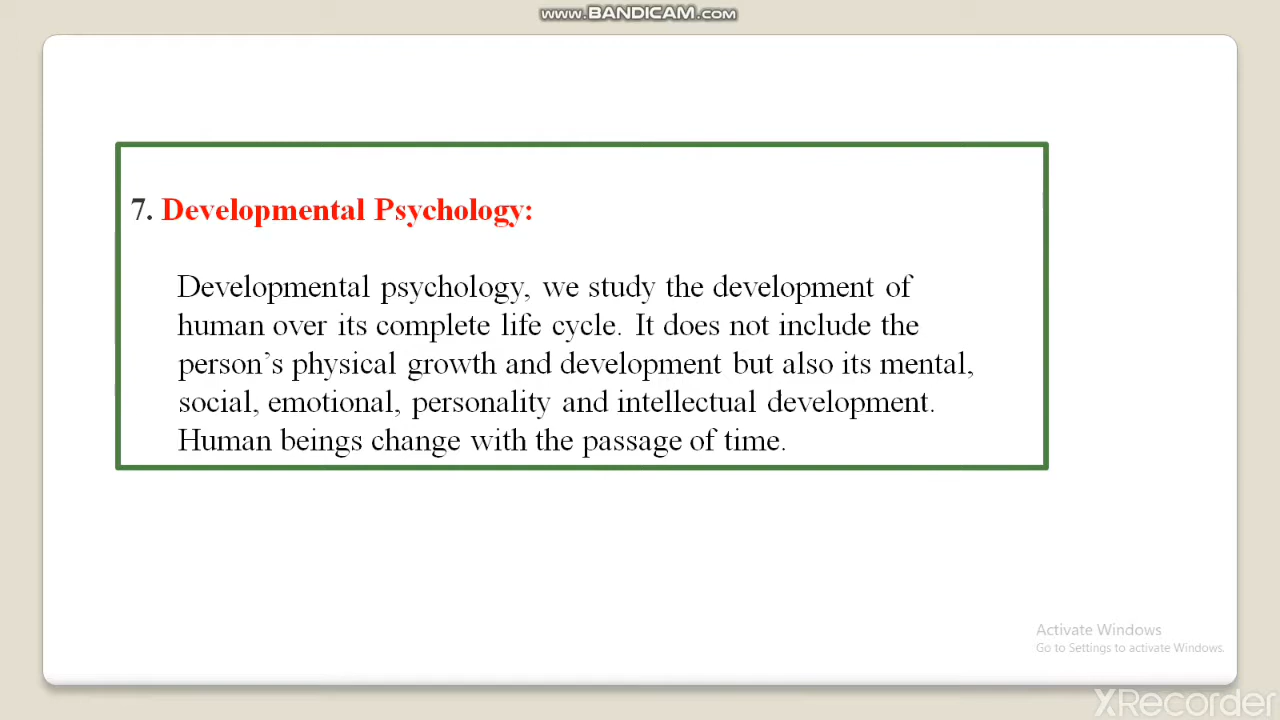 www.BANDICAM.com
7. Developmental Psychology:
Developmental psychology, we study the development of
human over its complete life cycle. It does not include the
person’s physical growth and development but also its mental,
social, emotional, personality and intellectual development.
Human beings change with the passage of time.
Activate Windows
Go to Settings to activate Windows.
XRecorder